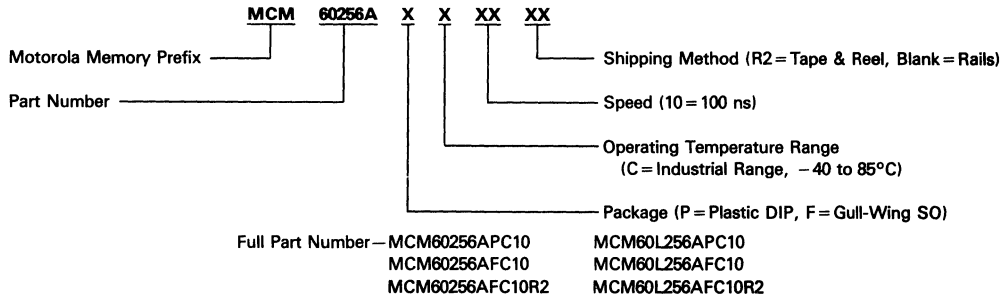 MCM 60256A X X XX XX
Motorola Memory Prefix
Shipping Method (R2=Tape & Reel, Blank=Rails)
Part Number
Speed (10=100 ns)
Operating Temperature Range
(C=Industrial Range, −40 to 85°C)
Package (P=Plastic DIP, F=Gull-Wing SO)
Full Part Number—MCM60256APC10 MCM60L256APC10
MCM60256AFC10 MCM60L256AFC10
MCM60256AFC10R2 MCM60L256AFC10R2